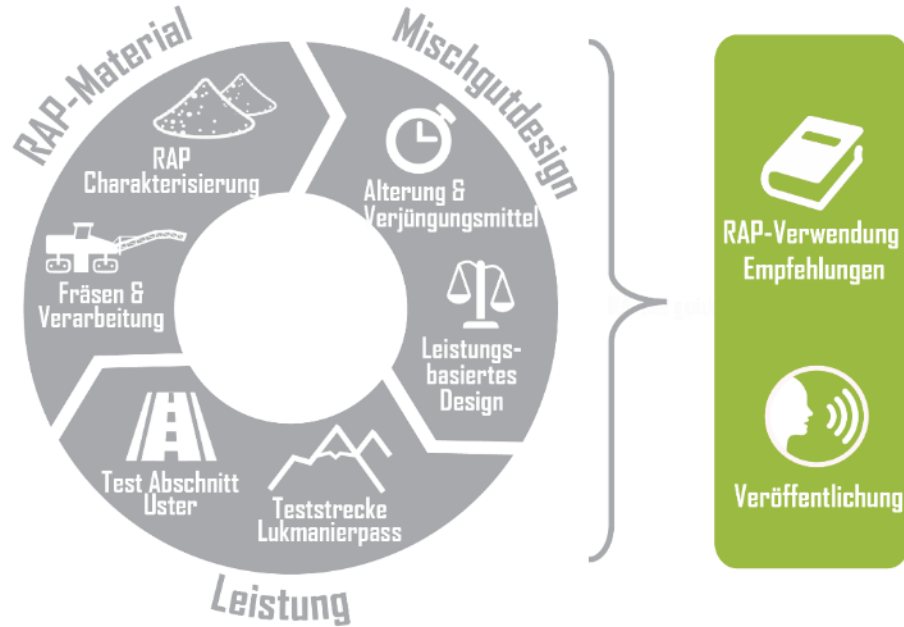 RAP-Material
RAP
Charakterisierung
Fräsen &
Verarbeitung
Mischgutdesign
Alterung &
Verjüngungsmittel
Leistungs-
basiertes
Design
Test Abschnitt
Uster
Teststrecke
Lukmanierpass
Leistung
RAP-Verwendung
Empfehlungen
Veröffentlichung